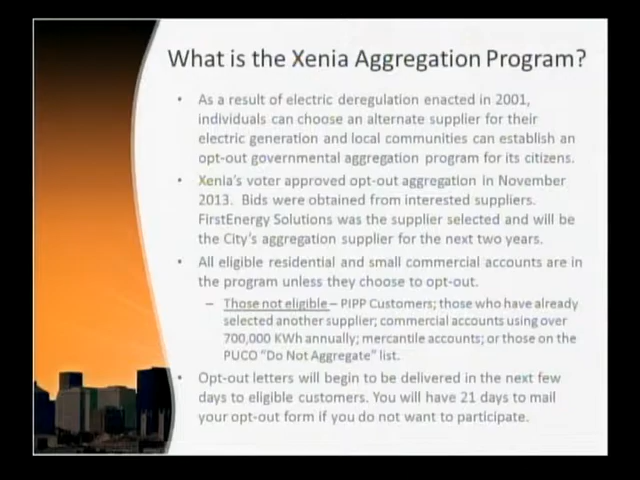 What is the Xenia Aggregation Program?
• As a result of electric deregulation enacted in 2001,
individuals can choose an alternate supplier for their
electric generation and local communities can establish an
opt-out governmental aggregation program for its citizens.
• Xenia's voter approved opt-out aggregation in November
2013. Bids were obtained from interested suppliers.
FirstEnergy Solutions was the supplier selected and will be
the City's aggregation supplier for the next two years.
• All eligible residential and small commercial accounts are in
the program unless they choose to opt-out.
– Those not eligible – PIPP Customers; those who have already
selected another supplier; commercial accounts using over
700,000 KWh annually; mercantile accounts; or those on the
PUCO "Do Not Aggregate" list.
• Opt-out letters will begin to be delivered in the next few
days to eligible customers. You will have 21 days to mail
your opt-out form if you do not want to participate.